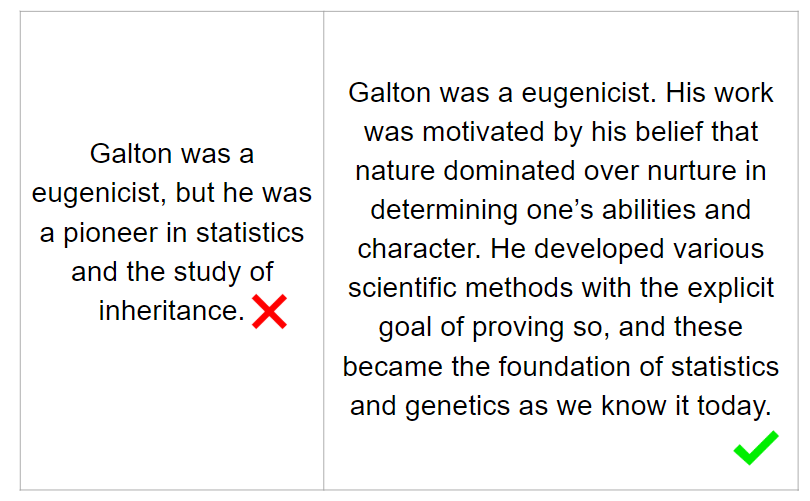 Galton was a
eugenicist, but he was
a pioneer in statistics
and the study of
inheritance.
Galton was a eugenicist. His work
was motivated by his belief that
nature dominated over nurture in
determining one’s abilities and
character. He developed various
scientific methods with the explicit
goal of proving so, and these
became the foundation of statistics
and genetics as we know it today.